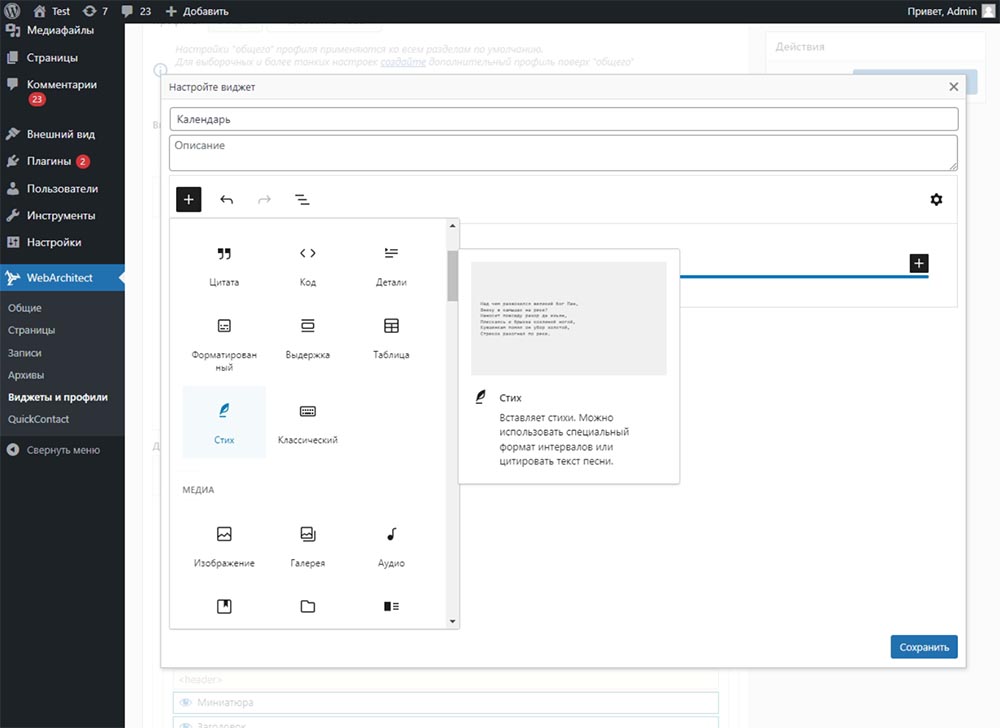 Test 7 23 Добавить Привет, Admin
Медиафайлы
Страницы
Комментарии
23
Внешний вид
Плагины 2
Пользователи
Инструменты
Настройки
WebArchitect
Общие
Страницы
Записи
Архивы
Виджеты и профили
QuickContact
Свернуть меню
Настройки "общего" профиля применяются ко всем разделам по умолчанию.
Для выборочных и более тонких настроек создайте дополнительный профиль поверх "общего"
Действия
Настройте виджет
Календарь
Описание
Цитата Код Детали
Форматирован
ный
Выдержка Таблица
Стих Классический
МЕДИА
Изображение Галерея Аудио
Стих
Вставляет стихи. Можно
использовать специальный
формат интервалов или
цитировать текст песни.
Сохранить
<header>
Миниатюра
Заголовок